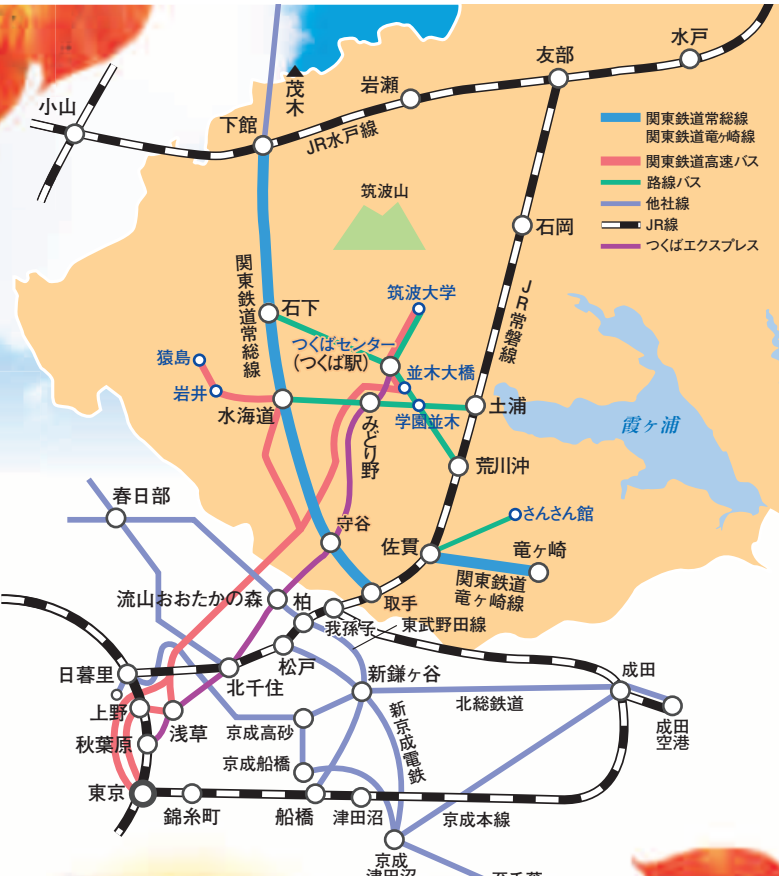 水戸
友部
小山
茂木
岩瀬
下館
JR水戸線
関東鉄道常総線
関東鉄道竜ヶ崎線
関東鉄道高速バス
路線バス
他社線
JR線
つくばエクスプレス
筑波山
石岡
関東鉄道常総線
石下
筑波大学
JR常磐線
つくばセンター
(つくば駅)
猿島
岩井
並木大橋
水海道
みどり野
学園並木
土浦
霞ヶ浦
荒川沖
春日部
守谷
さんさん館
佐貫
竜ヶ崎
関東鉄道
竜ヶ崎線
流山おおたかの森
柏
取手
我孫子
東武野田線
日暮里
北千住
松戸
新鎌ヶ谷
成田
上野
浅草
北総鉄道
成田
空港
秋葉原
京成高砂
新京成電鉄
京成船橋
東京
錦糸町
船橋
津田沼
京成本線
京成
津田沼
至千葉